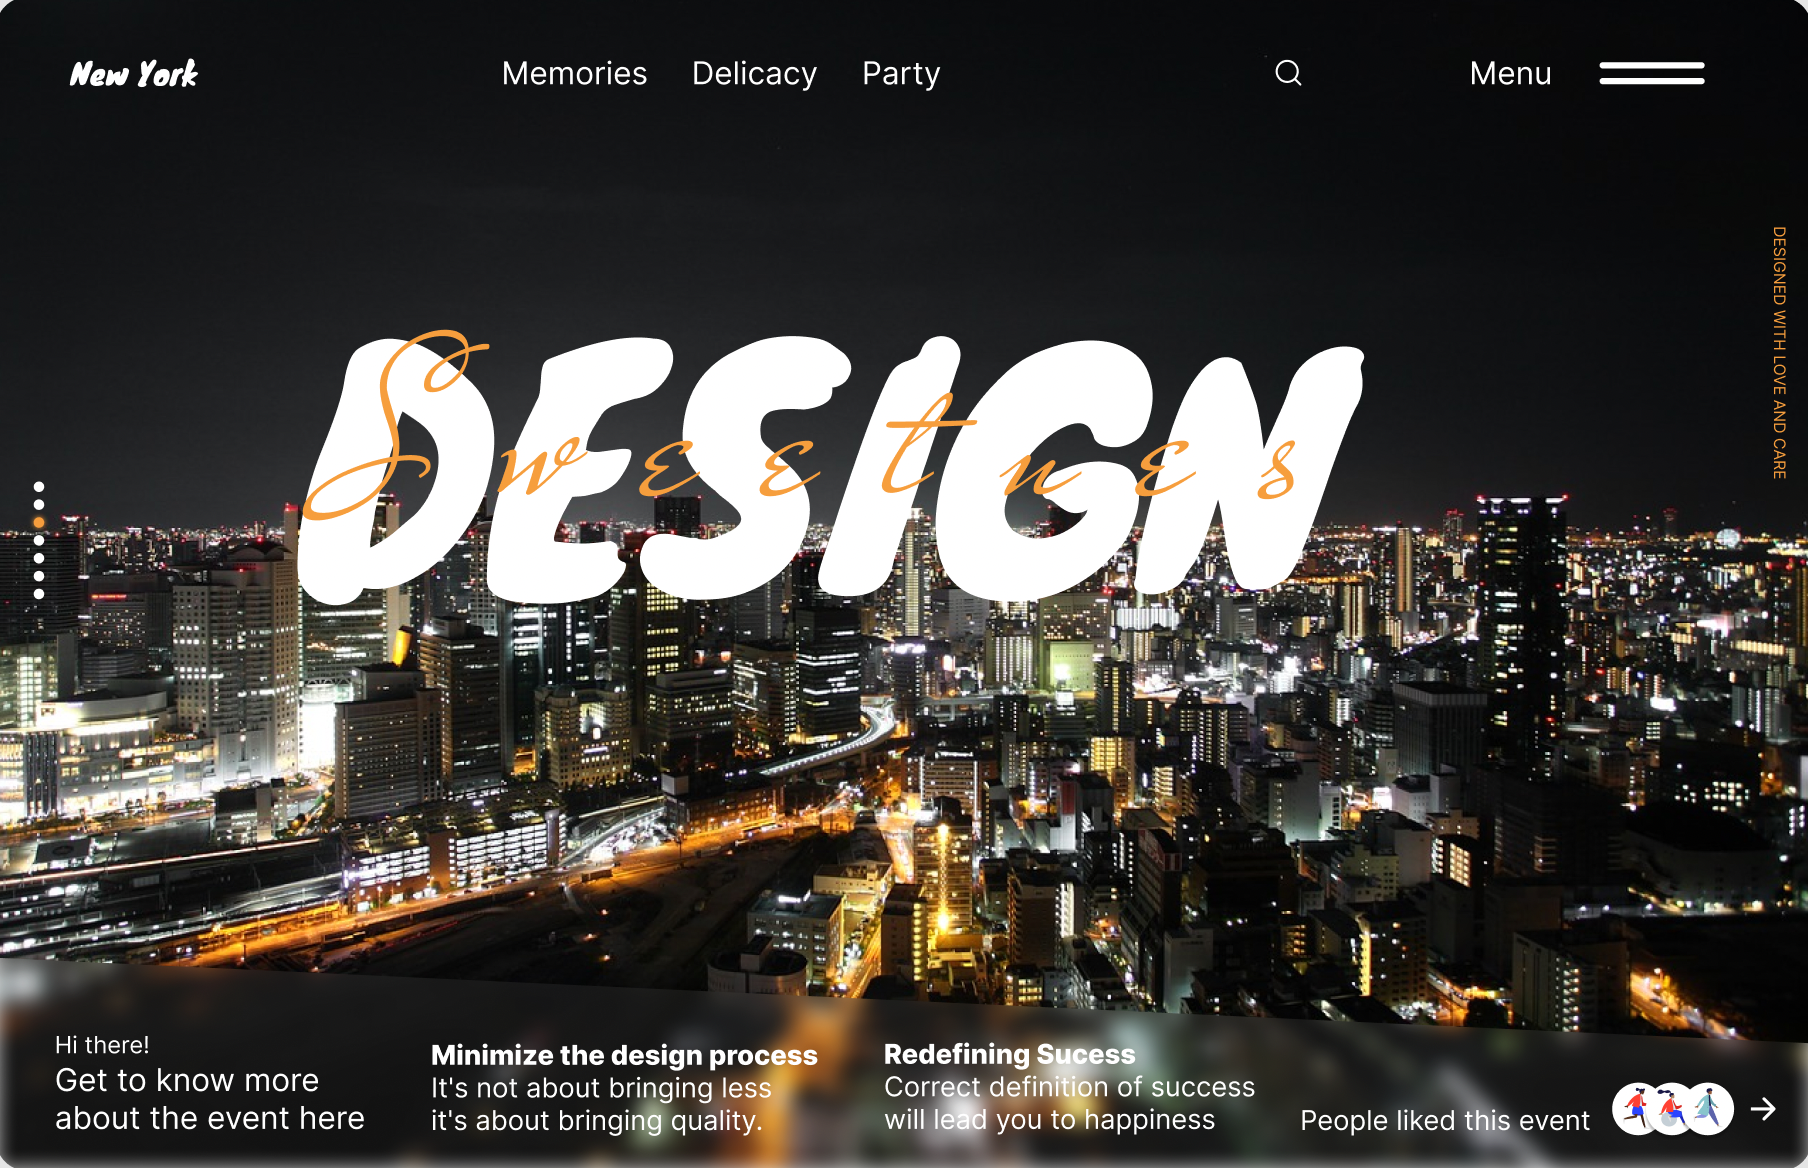 New York
Memories Delicacy Party
Menu
DESIGNED WITH LOVE AND CARE
DESIGN
Sweetnes
Hi there!
Get to know more
about the event here
Minimize the design process
It's not about bringing less
it's about bringing quality.
Redefining Sucess
Correct definition of success
will lead you to happiness
People liked this event